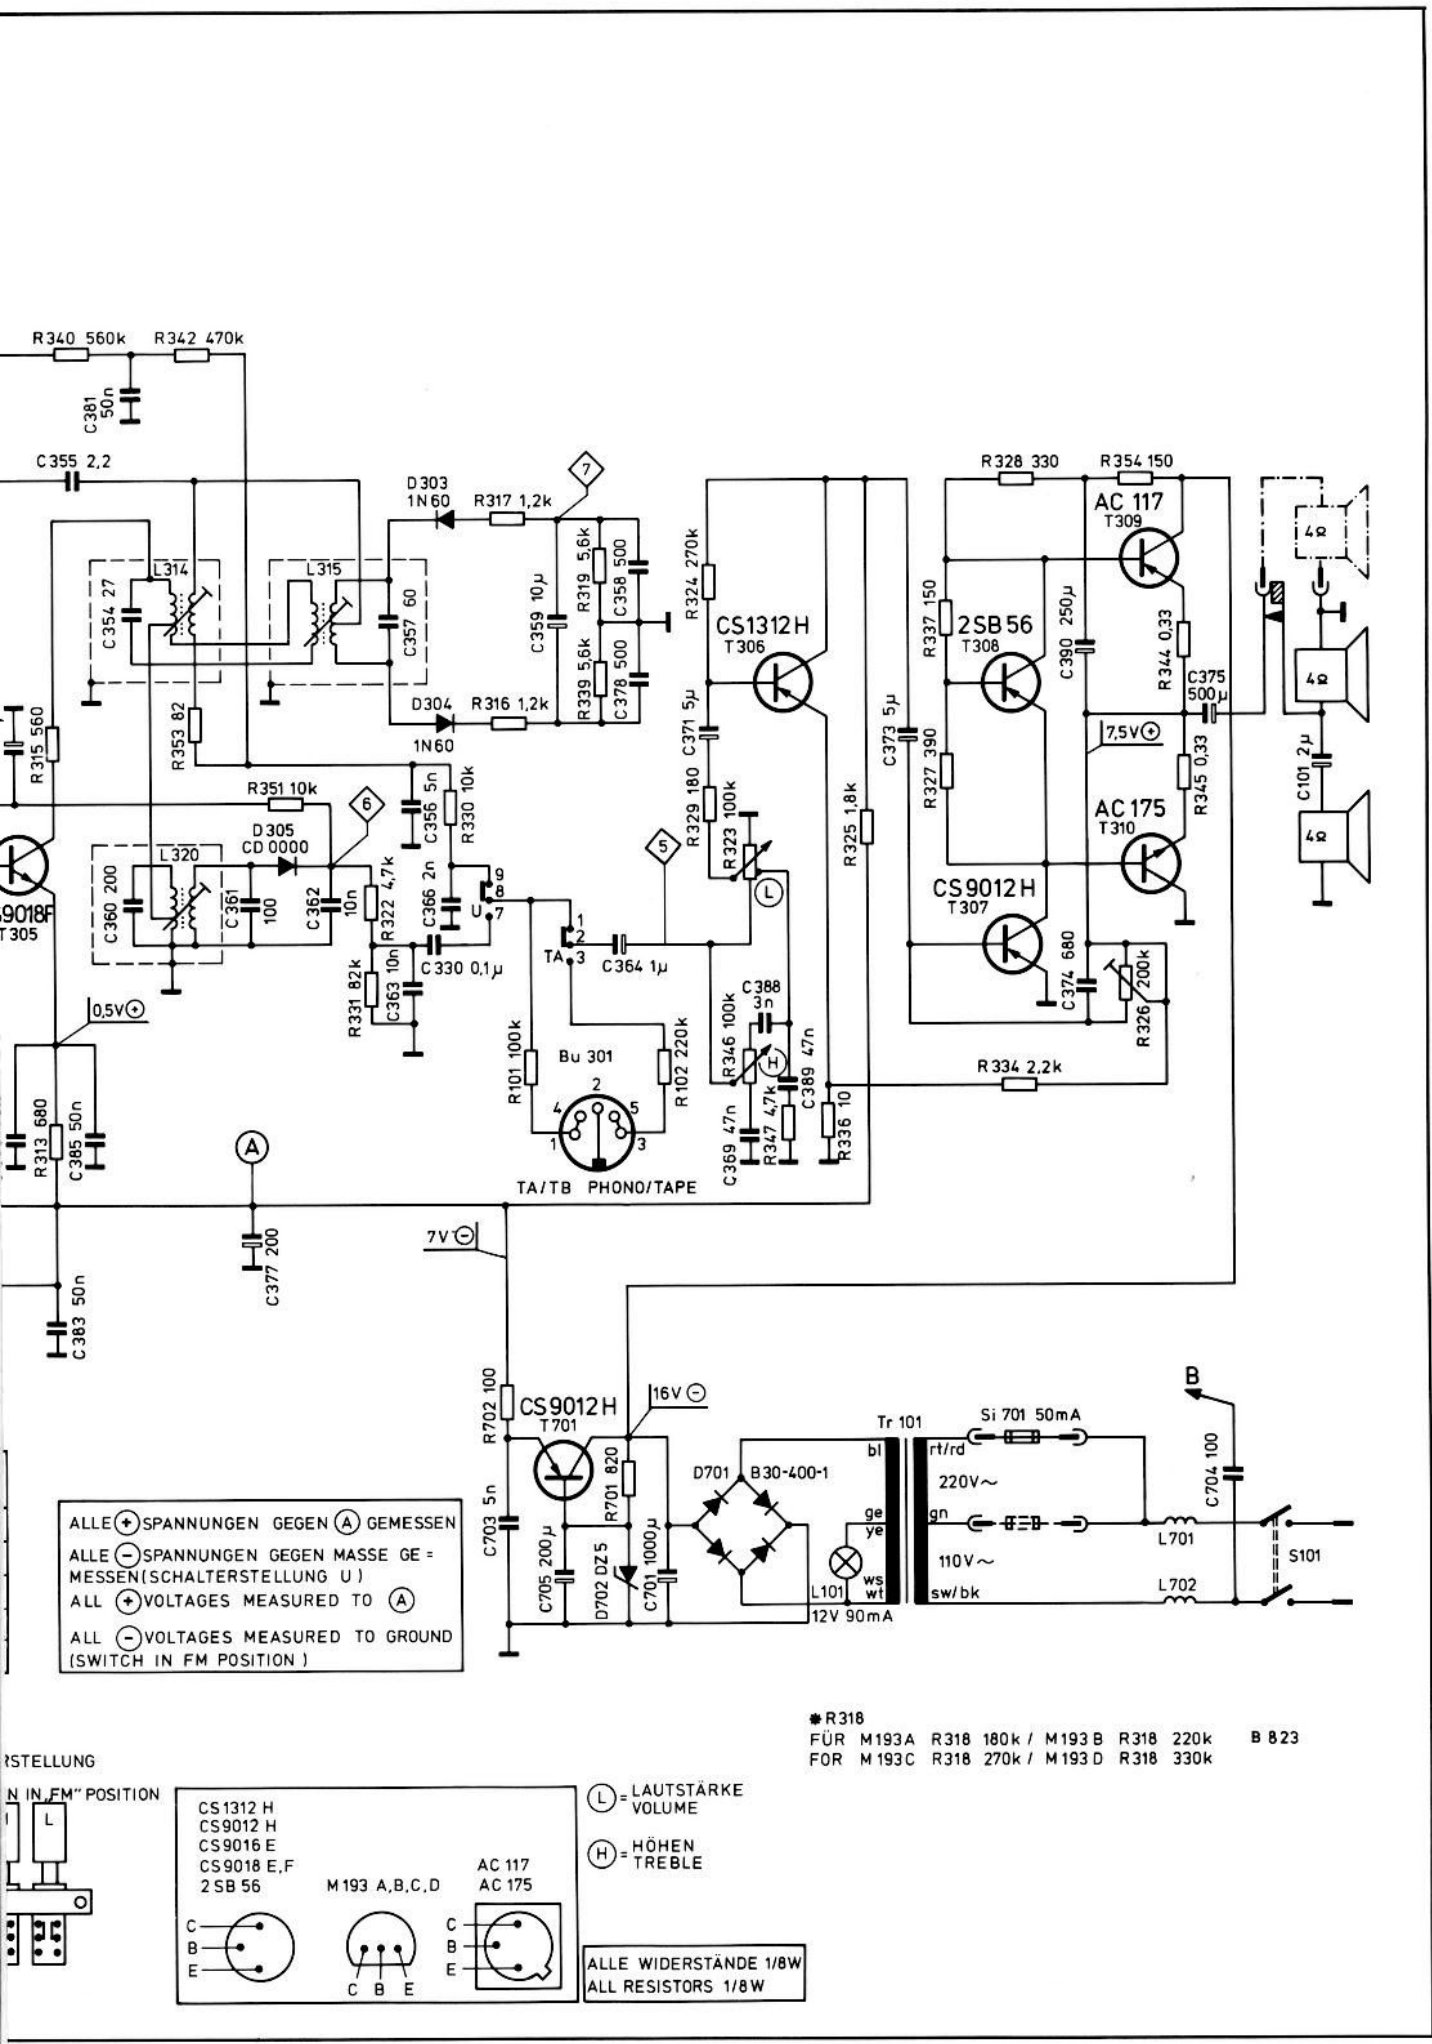 R340 560k
R342 470k
C381
50n
C355 2,2
D303
1N60
R317 1,2k
7
R328 330
R354 150
AC 117
T309
4Ω
L314
L315
C354 27
C357 60
C359 10µ
R319 5,6k
C358 500
R339 5,6k
C378 500
R324 270k
CS1312H
T306
R337 150
2SB56
T308
C390 250µ
R344 0,33
C375
500µ
4Ω
R315 560
R353 82
D304
1N60
R316 1,2k
C371 5µ
C373 5µ
R327 390
7,5V +
R345 0,33
C101 2µ
R351 10k
6
C356 5n
R330 10k
R329 180
R323 100k
5
R325 1,8k
AC175
T310
4Ω
D305
CD 0000
L320
C360 200
C361
100
C362
10n
R322 4,7k
C366 2n
9
8
7
U
L
CS9012H
T307
9018F
T305
1
2
3
TA
C364 1µ
C330 0,1µ
R331 82k
C363 10n
C388
3n
C374 680
R326 200k
0,5V +
R101 100k
Bu 301
R102 220k
R346 100k
H
C389 47n
R334 2,2k
2
4
5
1
3
R313 680
C385 50n
A
C369 47n
R347 4,7k
R336 10
TA/TB PHONO/TAPE
7V -
C377 200
C383 50n
R702 100
CS9012H
T701
16V -
B
Tr 101
Si 701 50mA
bl
rt/rd
220V~
C704 100
R701 820
D701
B30-400-1
C703 5n
ge
ye
gn
L701
S101
C705 200µ
D702 DZ5
C701 1000µ
110V~
L101
ws
wt
sw/bk
L702
12V 90mA
ALLE + SPANNUNGEN GEGEN A GEMESSEN
ALLE - SPANNUNGEN GEGEN MASSE GE=
MESSEN(SCHALTERSTELLUNG U)
ALL + VOLTAGES MEASURED TO A
ALL - VOLTAGES MEASURED TO GROUND
(SWITCH IN FM POSITION)
✱R318
FÜR M193A R318 180k / M193B R318 220k
FOR M193C R318 270k / M193D R318 330k
B 823
RSTELLUNG
N IN „FM" POSITION
L
CS1312 H
CS9012 H
CS9016 E
CS9018 E,F
2SB 56
M193 A,B,C,D
AC 117
AC 175
C
B
E
C B E
C
B
E
L = LAUTSTÄRKE
VOLUME
H = HÖHEN
TREBLE
ALLE WIDERSTÄNDE 1/8W
ALL RESISTORS 1/8W